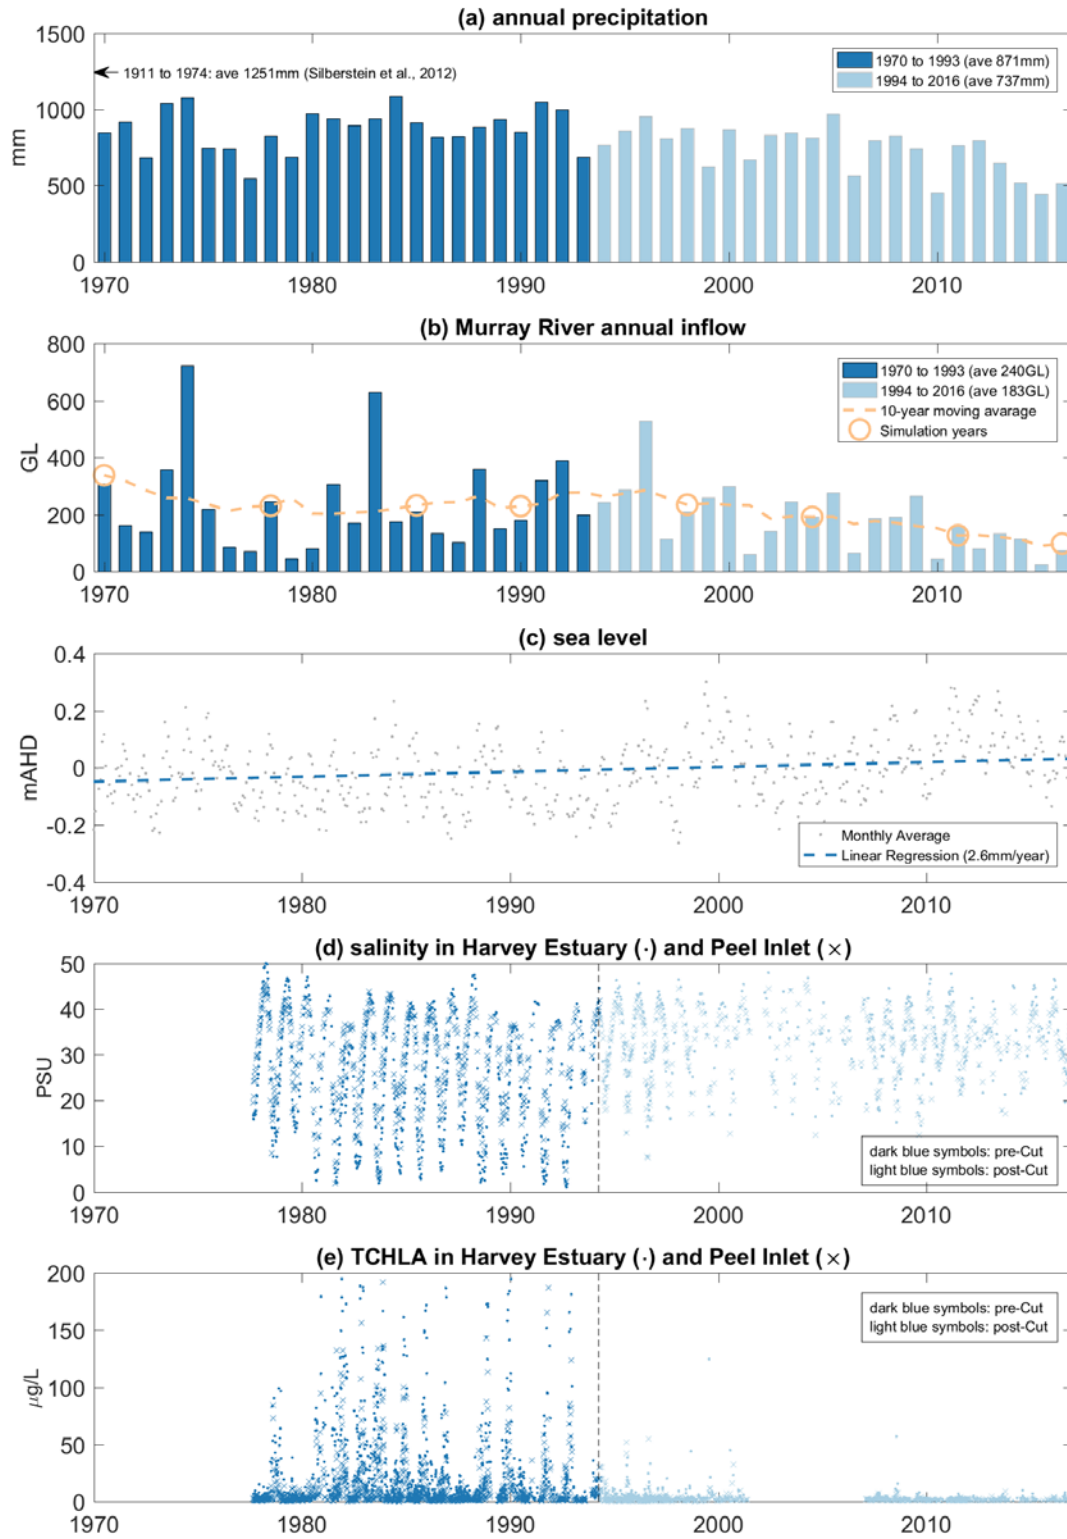 (a) annual precipitation
1500
1000
500
0
mm
1911 to 1974: ave 1251mm (Silberstein et al., 2012)
1970 to 1993 (ave 871mm)
1994 to 2016 (ave 737mm)
1970 1980 1990 2000 2010
(b) Murray River annual inflow
800
600
400
200
0
GL
1970 to 1993 (ave 240GL)
1994 to 2016 (ave 183GL)
10-year moving avarage
Simulation years
1970 1980 1990 2000 2010
(c) sea level
0.4
0.2
0
-0.2
-0.4
mAHD
Monthly Average
Linear Regression (2.6mm/year)
1970 1980 1990 2000 2010
(d) salinity in Harvey Estuary (·) and Peel Inlet (×)
50
40
30
20
10
0
PSU
dark blue symbols: pre-Cut
light blue symbols: post-Cut
1970 1980 1990 2000 2010
(e) TCHLA in Harvey Estuary (·) and Peel Inlet (×)
200
150
100
50
0
μg/L
dark blue symbols: pre-Cut
light blue symbols: post-Cut
1970 1980 1990 2000 2010